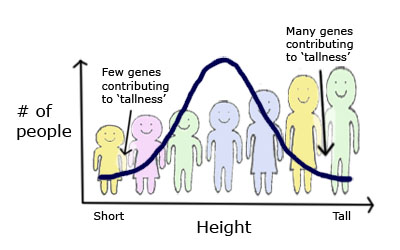 Many genes
contributing
to ‘tallness’
Few genes
contributing
to ‘tallness’
# of
people
Short
Height
Tall